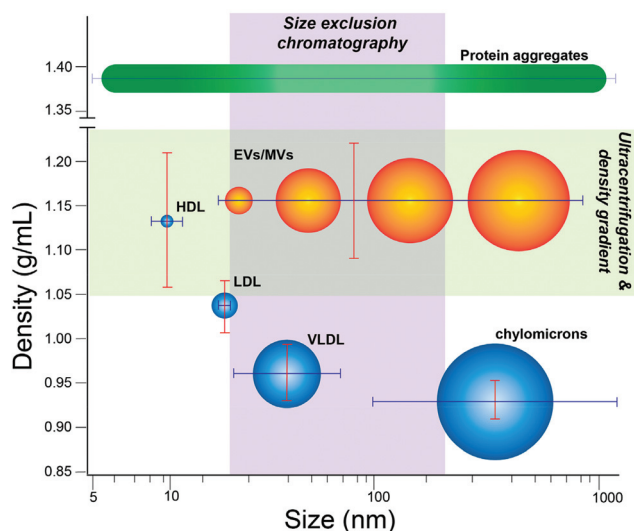 Size exclusion
chromatography
Protein aggregates
1.40
1.35
1.20
1.15
1.10
1.05
1.00
0.95
0.90
0.85
Density (g/mL)
EVs/MVs
HDL
LDL
VLDL
chylomicrons
Ultracentrifugation &
density gradient
5
10
100
1000
Size (nm)